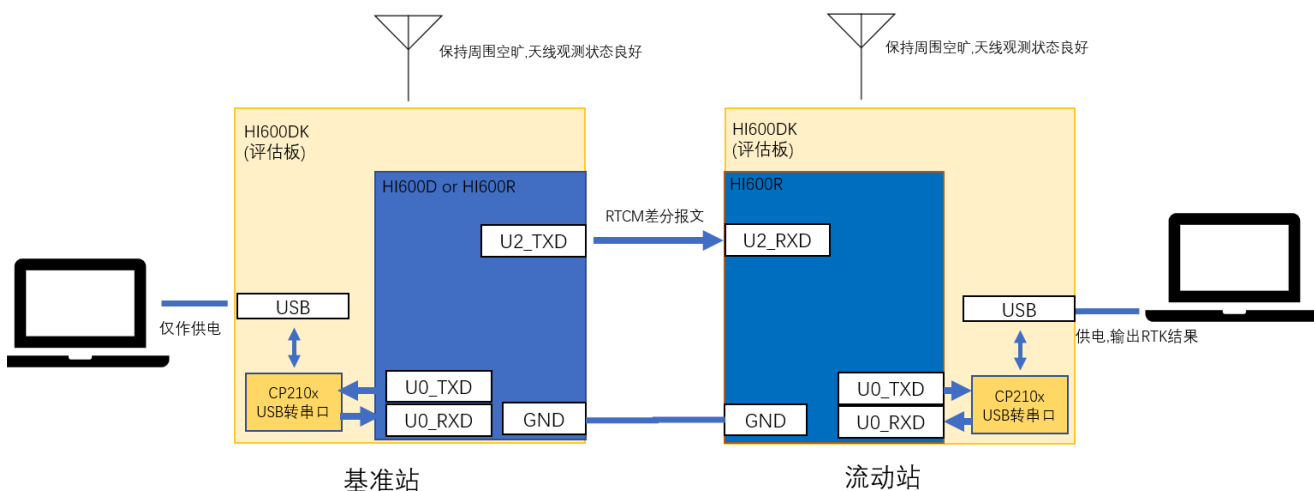 保持周围空旷,天线观测状态良好
保持周围空旷,天线观测状态良好
HI600DK
(评估板)
HI600D or HI600R
U2_TXD
RTCM差分报文
HI600DK
(评估板)
HI600R
U2_RXD
USB
仅作供电
CP210x
USB转串口
U0_TXD
U0_RXD
GND
GND
U0_TXD
U0_RXD
USB
供电,输出RTK结果
CP210x
USB转串口
基准站
流动站